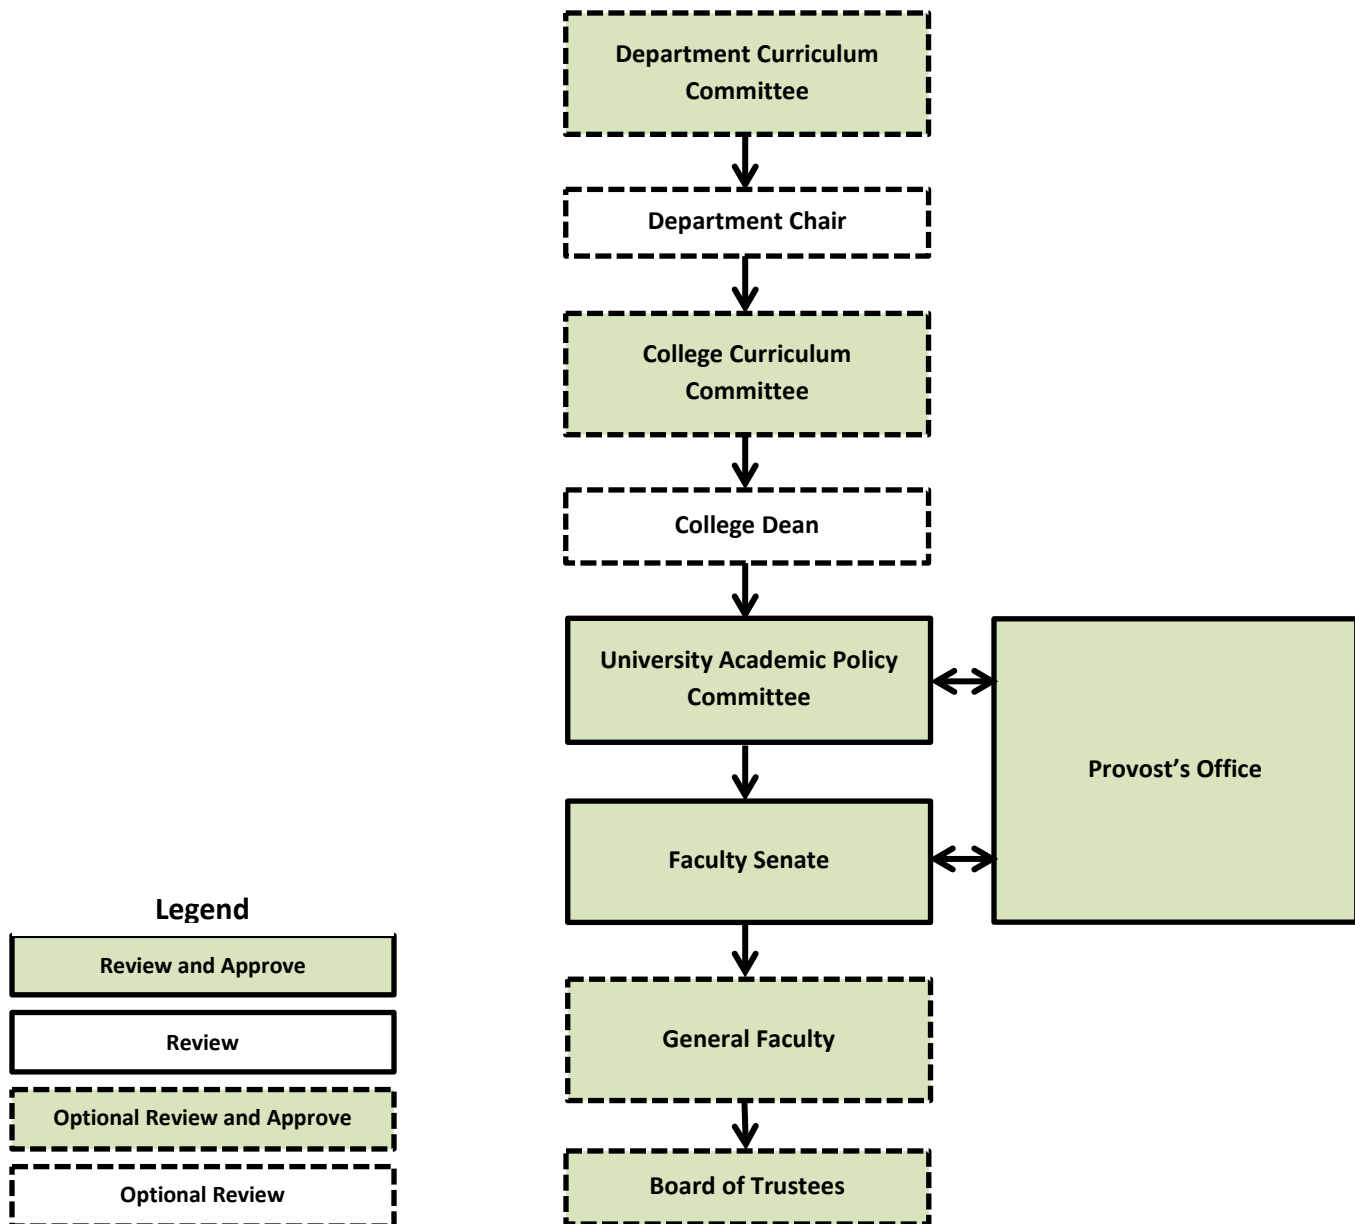 Department Curriculum
Committee
Department Chair
College Curriculum
Committee
College Dean
University Academic Policy
Committee
Provost’s Office
Faculty Senate
Legend
Review and Approve
Review
Optional Review and Approve
Optional Review
General Faculty
Board of Trustees